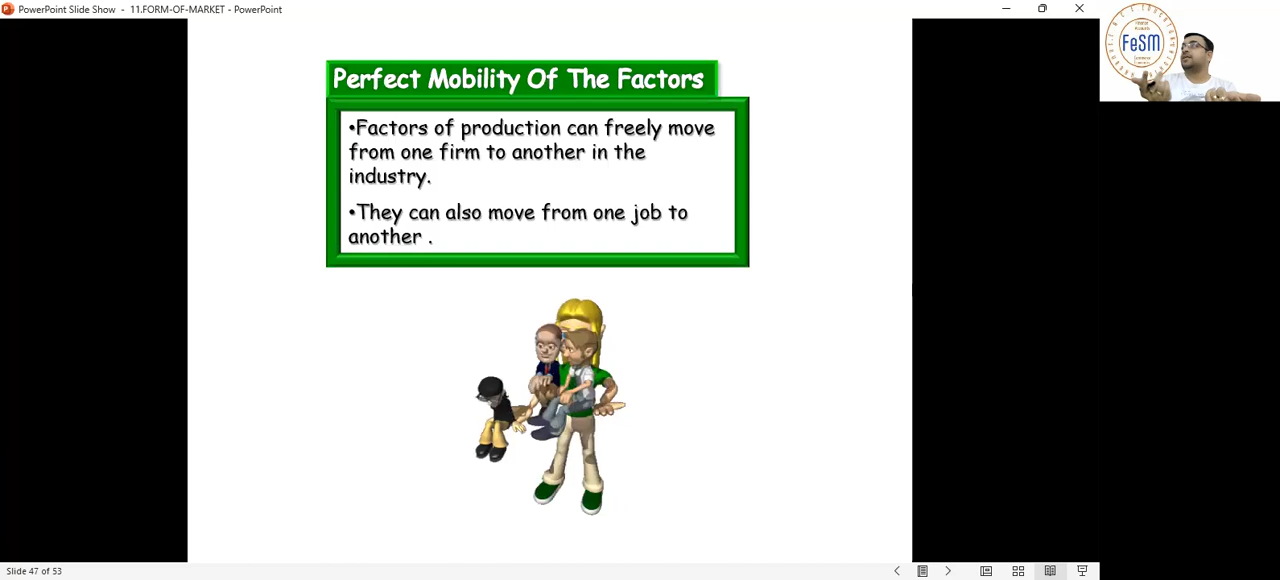 PowerPoint Slide Show - 11.FORM-OF-MARKET - PowerPoint
FeSM
Perfect Mobility Of The Factors
•Factors of production can freely move
from one firm to another in the
industry.
•They can also move from one job to
another .
Slide 47 of 53